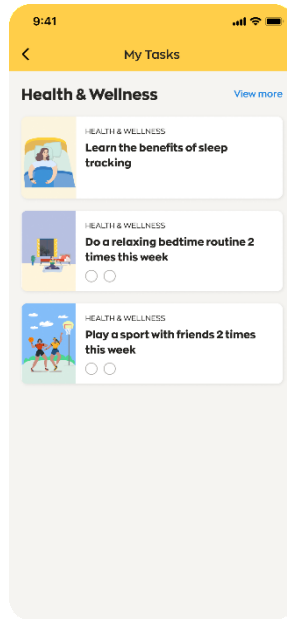 9:41
My Tasks
Health & Wellness
View more
HEALTH & WELLNESS
Learn the benefits of sleep
tracking
HEALTH & WELLNESS
Do a relaxing bedtime routine 2
times this week
HEALTH & WELLNESS
Play a sport with friends 2 times
this week